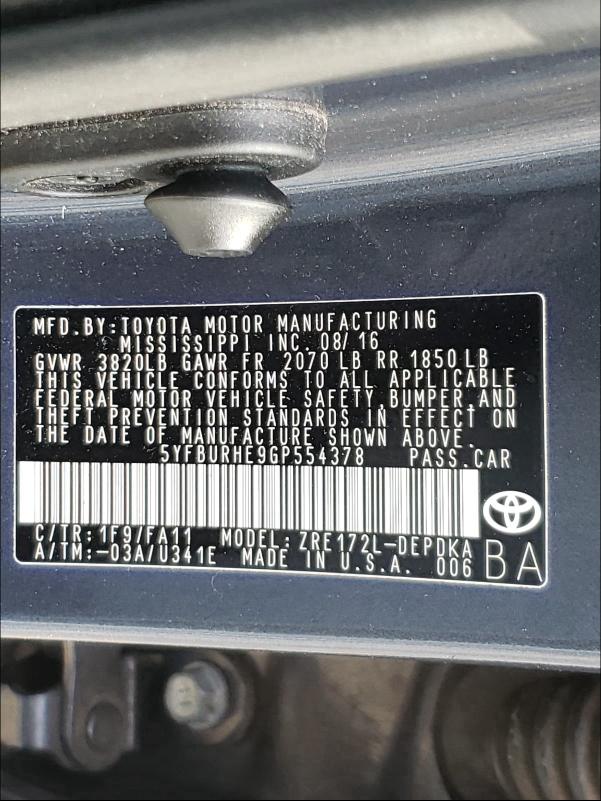 MFD. BY: TOYOTA MOTOR MANUFACTURING
MISSISSIPPI INC. 08/16
GVWR 3820LB GAWR FR 2070 LB RR 1850 LB
THIS VEHICLE CONFORMS TO ALL APPLICABLE
FEDERAL MOTOR VEHICLE SAFETY, BUMPER, AND
THEFT PREVENTION STANDARDS IN EFFECT ON
THE DATE OF MANUFACTURE SHOWN ABOVE.
5YFBURHE9GP554378 PASS. CAR
C/TR: 1F9/FA11 MODEL: ZRE172L-DEPDKA
A/TM: -03A/U341E MADE IN U.S.A. 006 BA